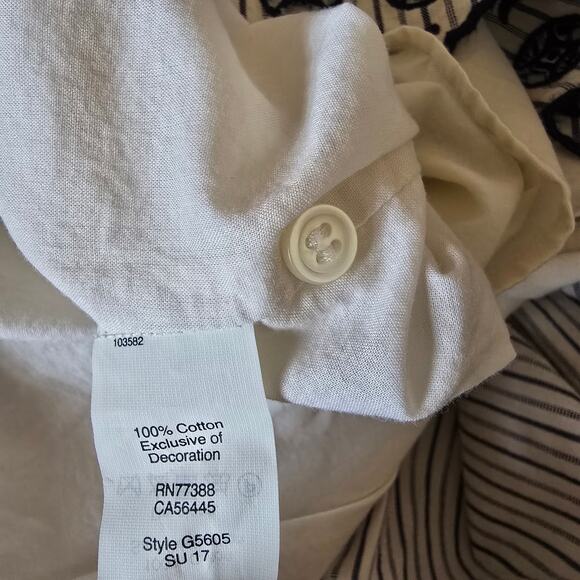 103582
100% Cotton
Exclusive of
Decoration
RN77388
CA56445
Style G5605
SU 17